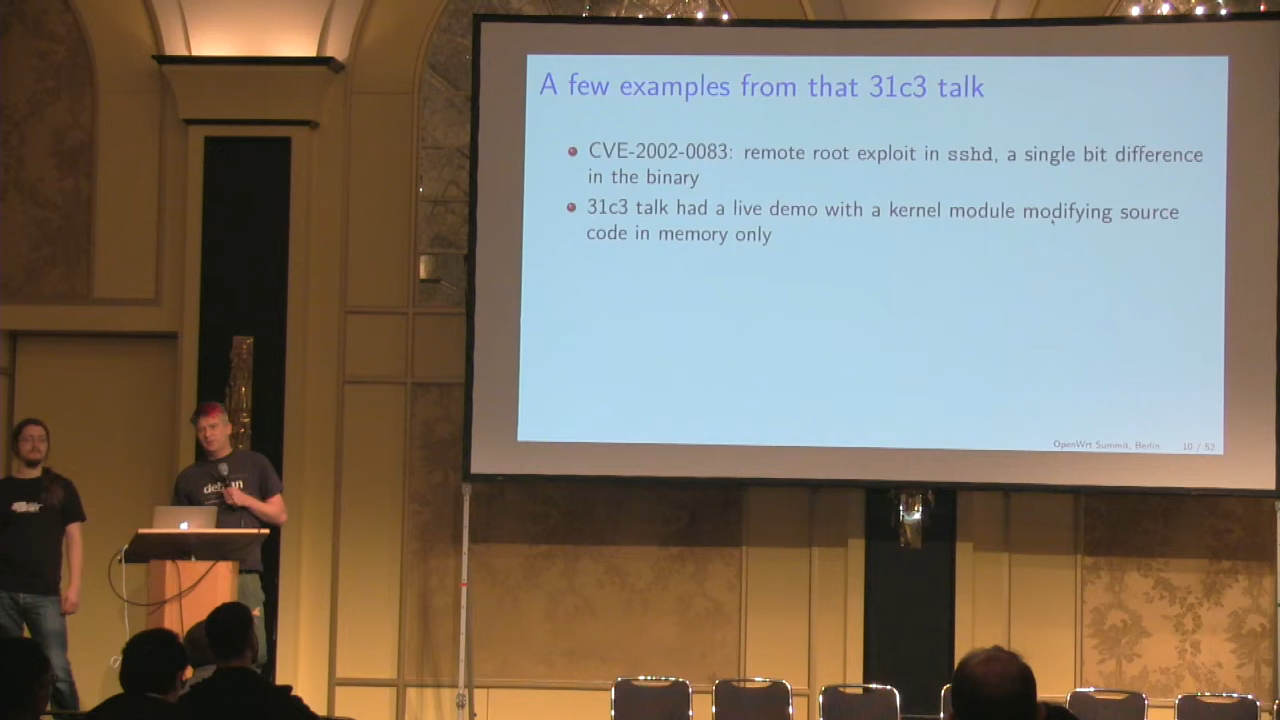 A few examples from that 31c3 talk
CVE-2002-0083: remote root exploit in sshd, a single bit difference
in the binary
31c3 talk had a live demo with a kernel module modifying source
code in memory only
OpenWrt Summit, Berlin 10 / 52
debian